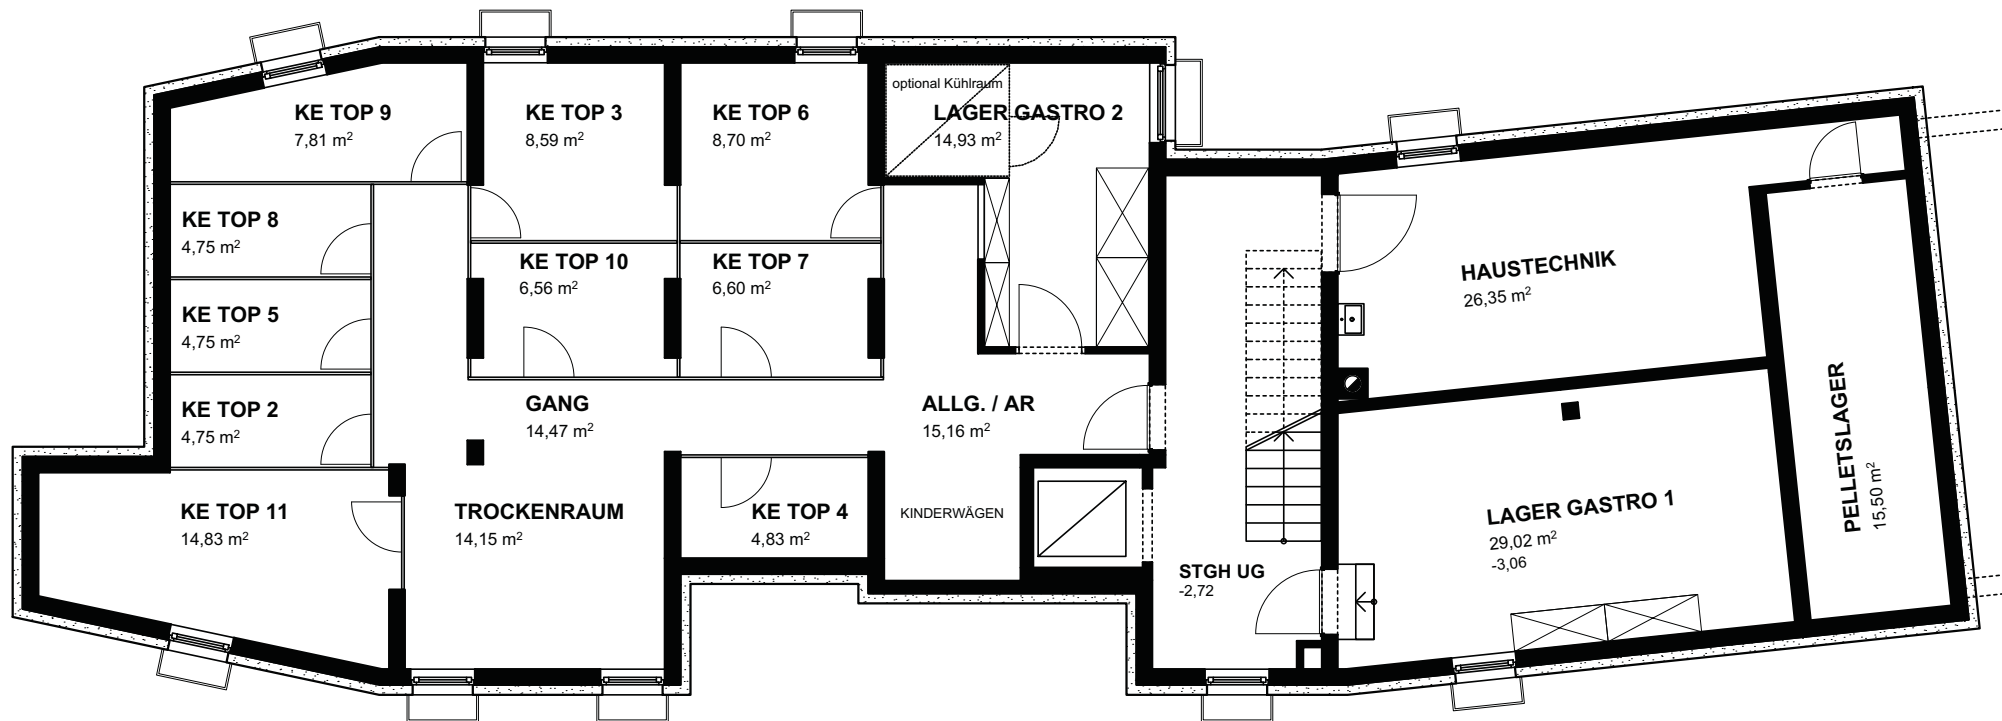 KE TOP 9
7,81 m²
KE TOP 3
8,59 m²
KE TOP 6
8,70 m²
optional Kühlraum
LAGER GASTRO 2
14,93 m²
KE TOP 8
4,75 m²
KE TOP 10
6,56 m²
KE TOP 7
6,60 m²
HAUSTECHNIK
26,35 m²
KE TOP 5
4,75 m²
KE TOP 2
4,75 m²
GANG
14,47 m²
ALLG. / AR
15,16 m²
PELLETSLAGER
15,50 m²
KE TOP 11
14,83 m²
TROCKENRAUM
14,15 m²
KE TOP 4
4,83 m²
KINDERWÄGEN
LAGER GASTRO 1
29,02 m²
-3,06
STGH UG
-2,72